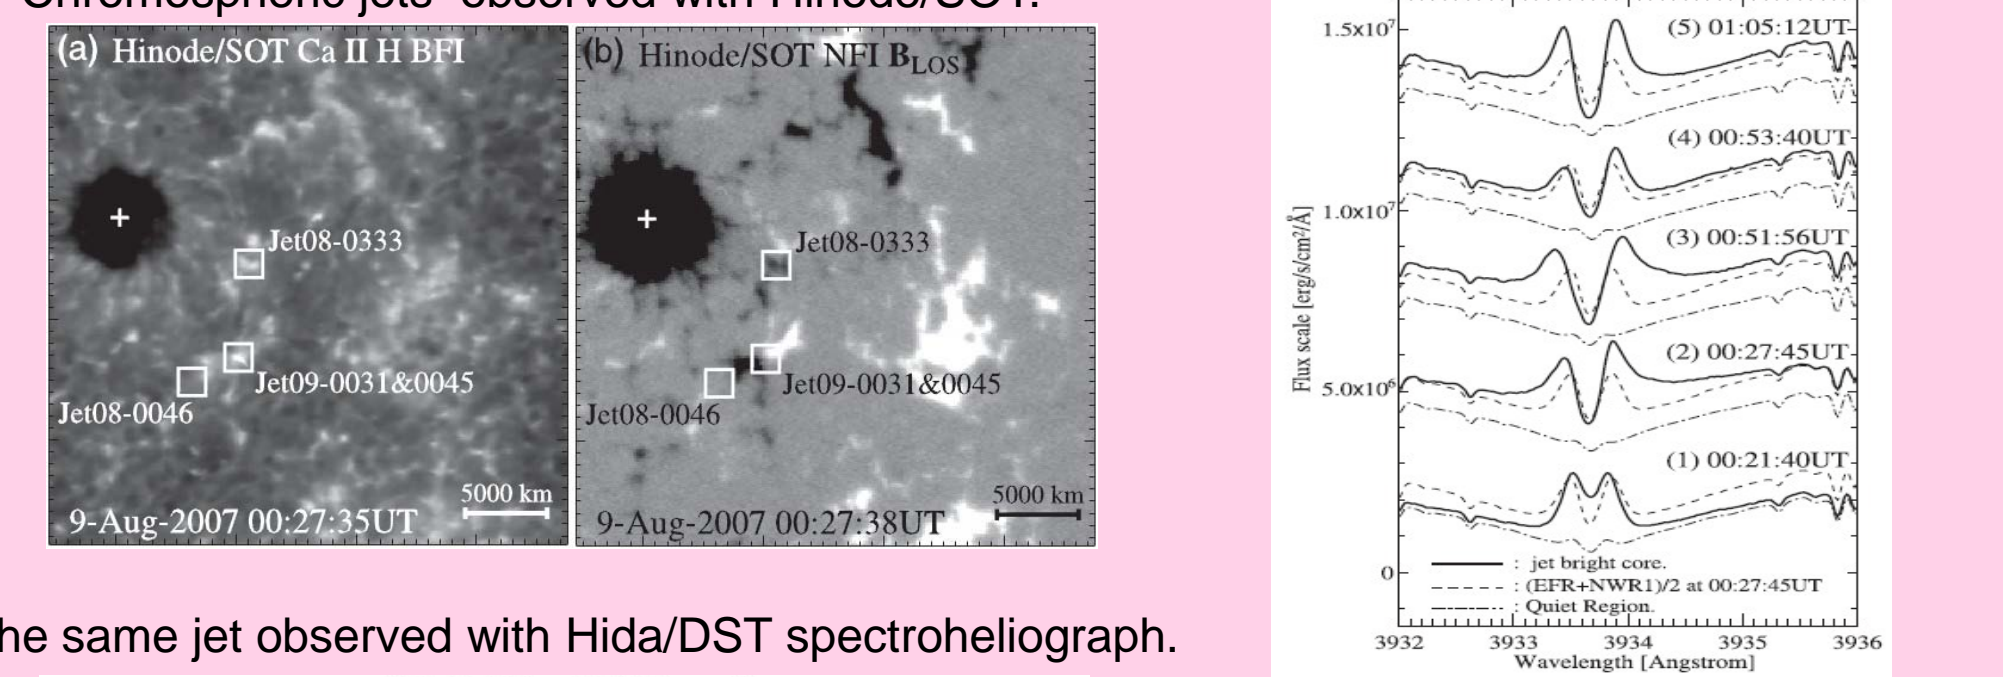 Chromospheric jets observed with Hinode/SOT.
(a) Hinode/SOT Ca II H BFI
Jet08-0333
Jet09-0031&0045
Jet08-0046
5000 km
9-Aug-2007 00:27:35UT
(b) Hinode/SOT NFI BLOS
Jet08-0333
Jet09-0031&0045
Jet08-0046
5000 km
9-Aug-2007 00:27:38UT
he same jet observed with Hida/DST spectroheliograph.
Flux scale [erg/s/cm²/Å]
1.5x10⁷
1.0x10⁷
5.0x10⁶
0
(5) 01:05:12UT
(4) 00:53:40UT
(3) 00:51:56UT
(2) 00:27:45UT
(1) 00:21:40UT
: jet bright core.
: (EFR+NWR1)/2 at 00:27:45UT
: Quiet Region.
3932 3933 3934 3935 3936
Wavelength [Angstrom]